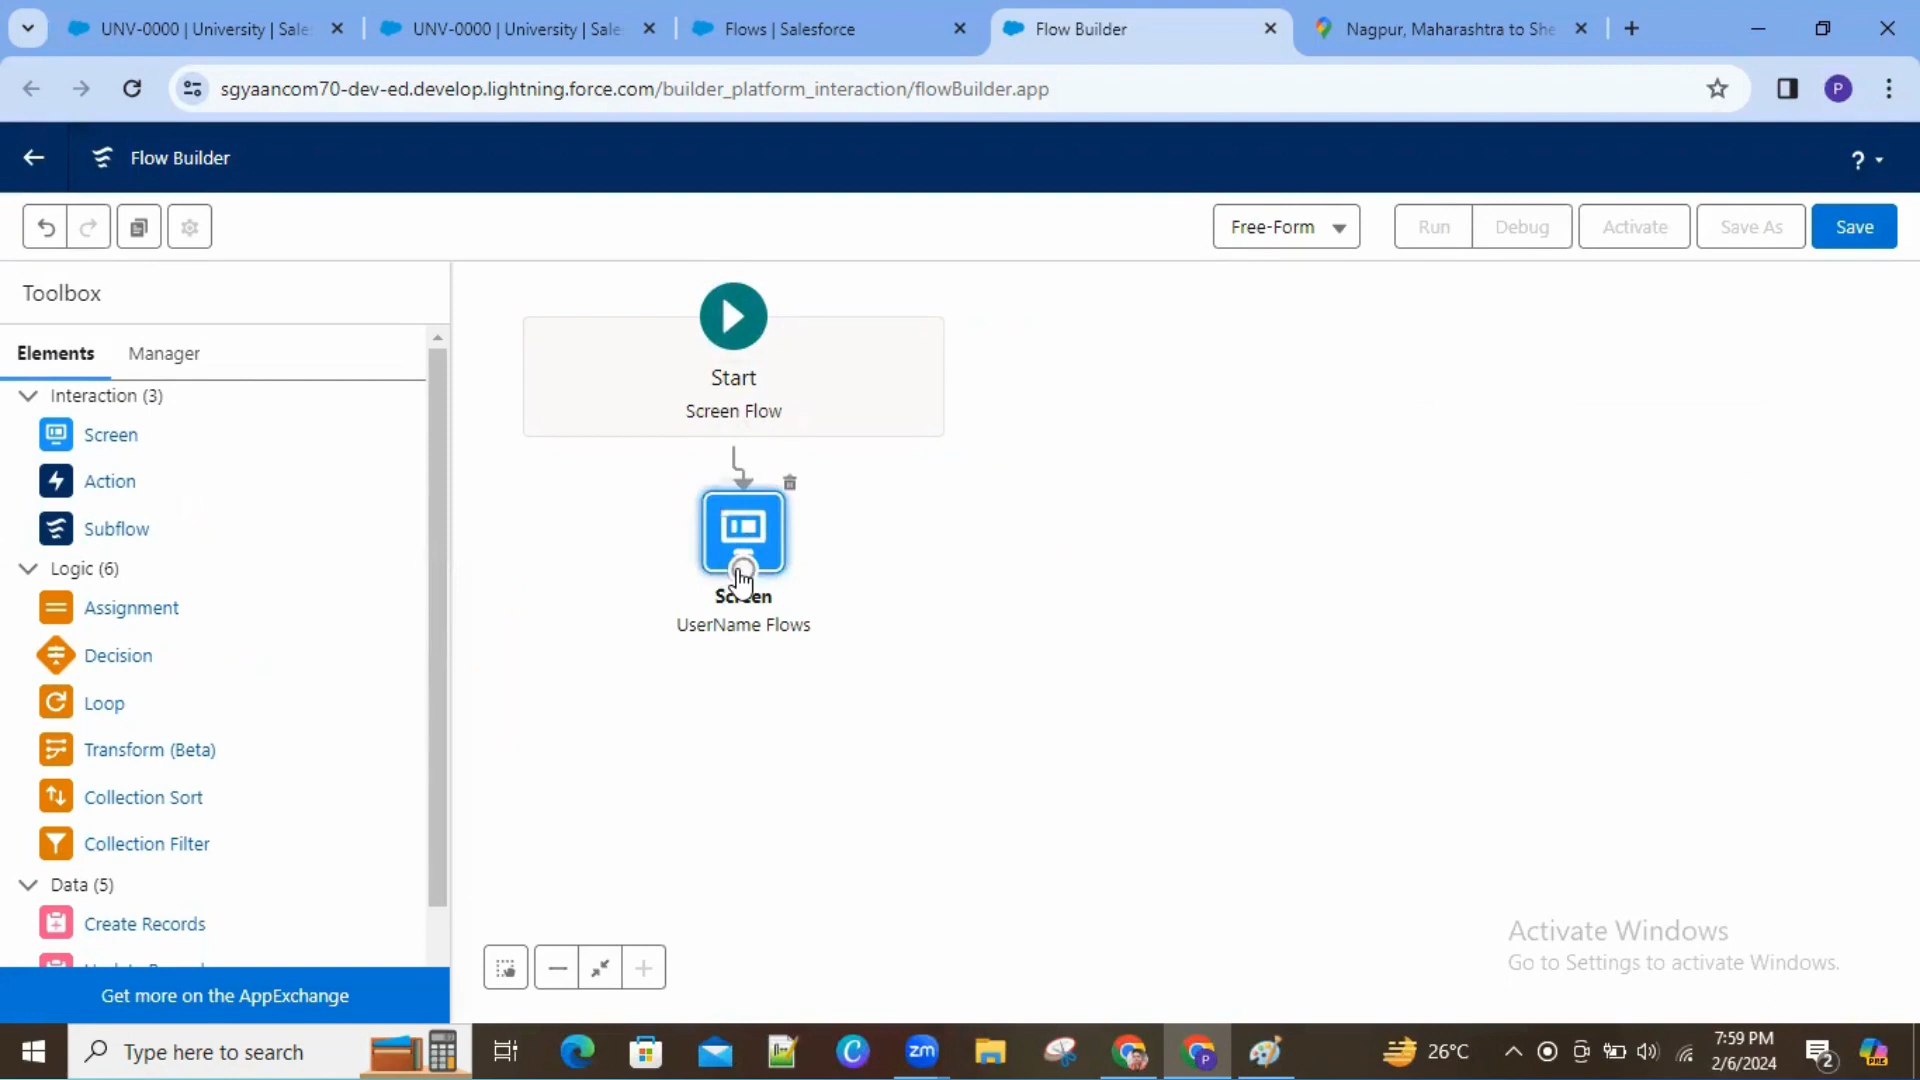 UNV-0000 | University | Sale
UNV-0000 | University | Sale
Flows | Salesforce
Flow Builder
Nagpur, Maharashtra to She
sgyaancom70-dev-ed.develop.lightning.force.com/builder_platform_interaction/flowBuilder.app
P
Flow Builder
?
Free-Form
Run
Debug
Activate
Save As
Save
Toolbox
Elements
Manager
Interaction (3)
Screen
Action
Subflow
Logic (6)
Assignment
Decision
Loop
Transform (Beta)
Collection Sort
Collection Filter
Data (5)
Create Records
Get more on the AppExchange
Start
Screen Flow
Screen
UserName Flows
Activate Windows
Go to Settings to activate Windows.
Type here to search
zm
P
26°C
7:59 PM
2/6/2024
2
PRE